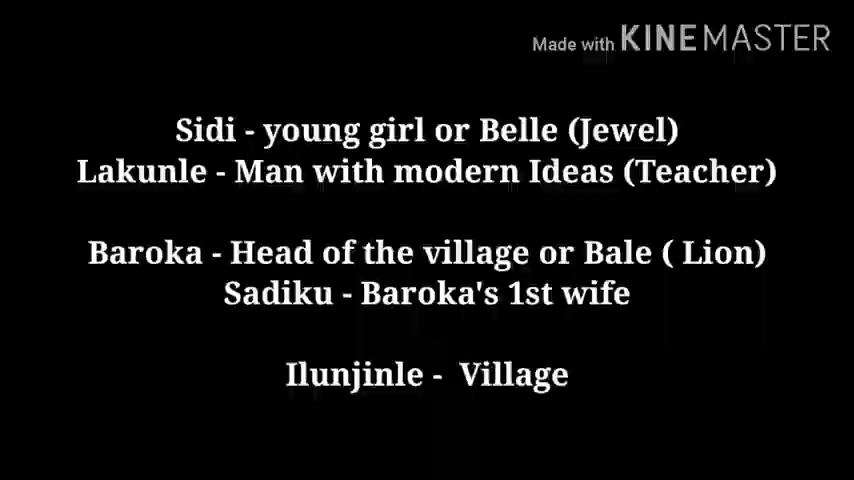 Made with KINEMASTER
Sidi - young girl or Belle (Jewel)
Lakunle - Man with modern Ideas (Teacher)
Baroka - Head of the village or Bale ( Lion)
Sadiku - Baroka's 1st wife
Ilunjinle - Village